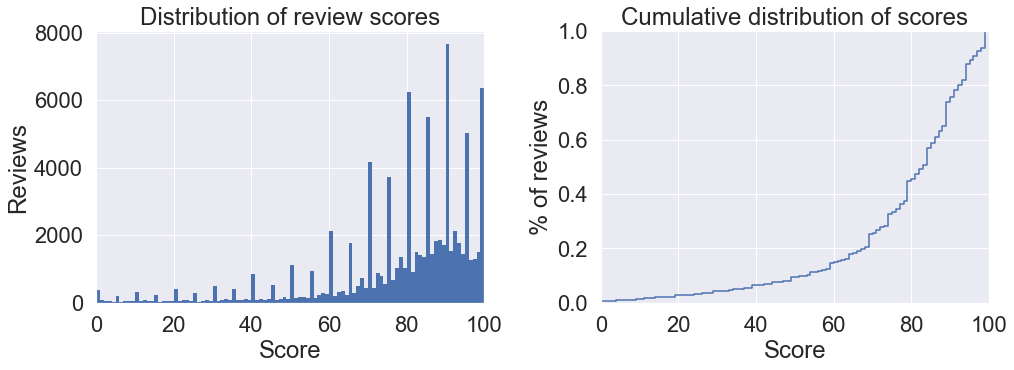 Distribution of review scores
8000
6000
4000
2000
0
Reviews
0 20 40 60 80 100
Score
Cumulative distribution of scores
1.0
0.8
0.6
0.4
0.2
0.0
% of reviews
0 20 40 60 80 100
Score